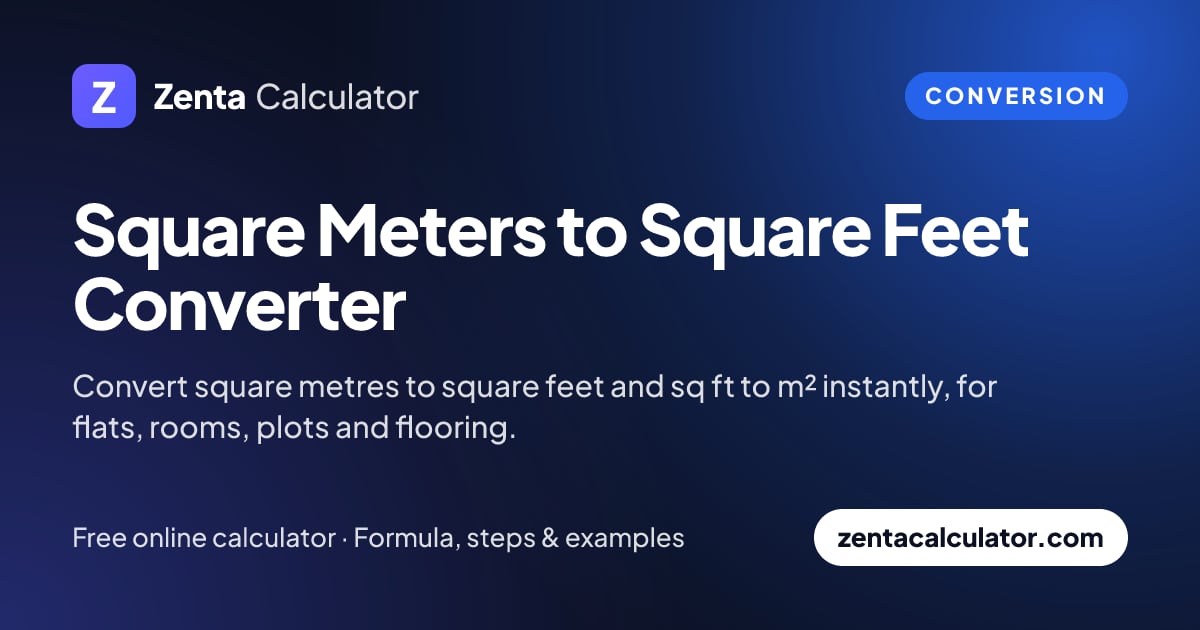 Z Zenta Calculator
CONVERSION
Square Meters to Square Feet
Converter
Convert square metres to square feet and sq ft to m² instantly, for
flats, rooms, plots and flooring.
Free online calculator · Formula, steps & examples
zentacalculator.com